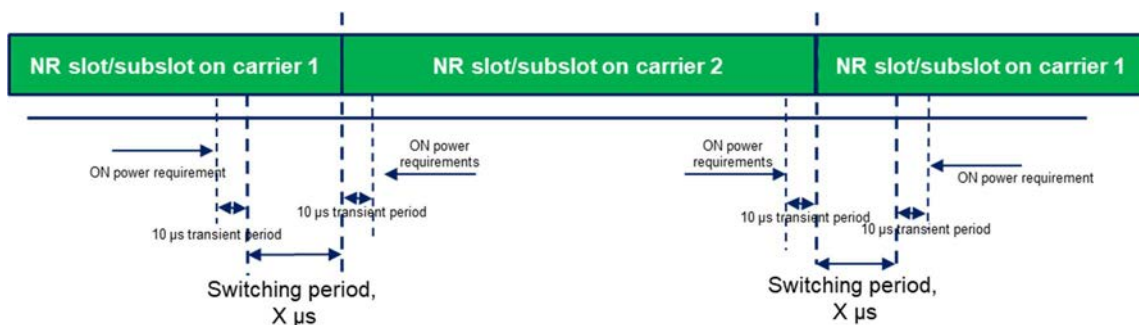 NR slot/subslot on carrier 1
NR slot/subslot on carrier 2
NR slot/subslot on carrier 1
ON power requirement
ON power
requirements
ON power
requirements
ON power requirement
10 µs transient period
10 µs transient period
10 µs transient period
10 µs transient period
Switching period,
X µs
Switching period,
X µs